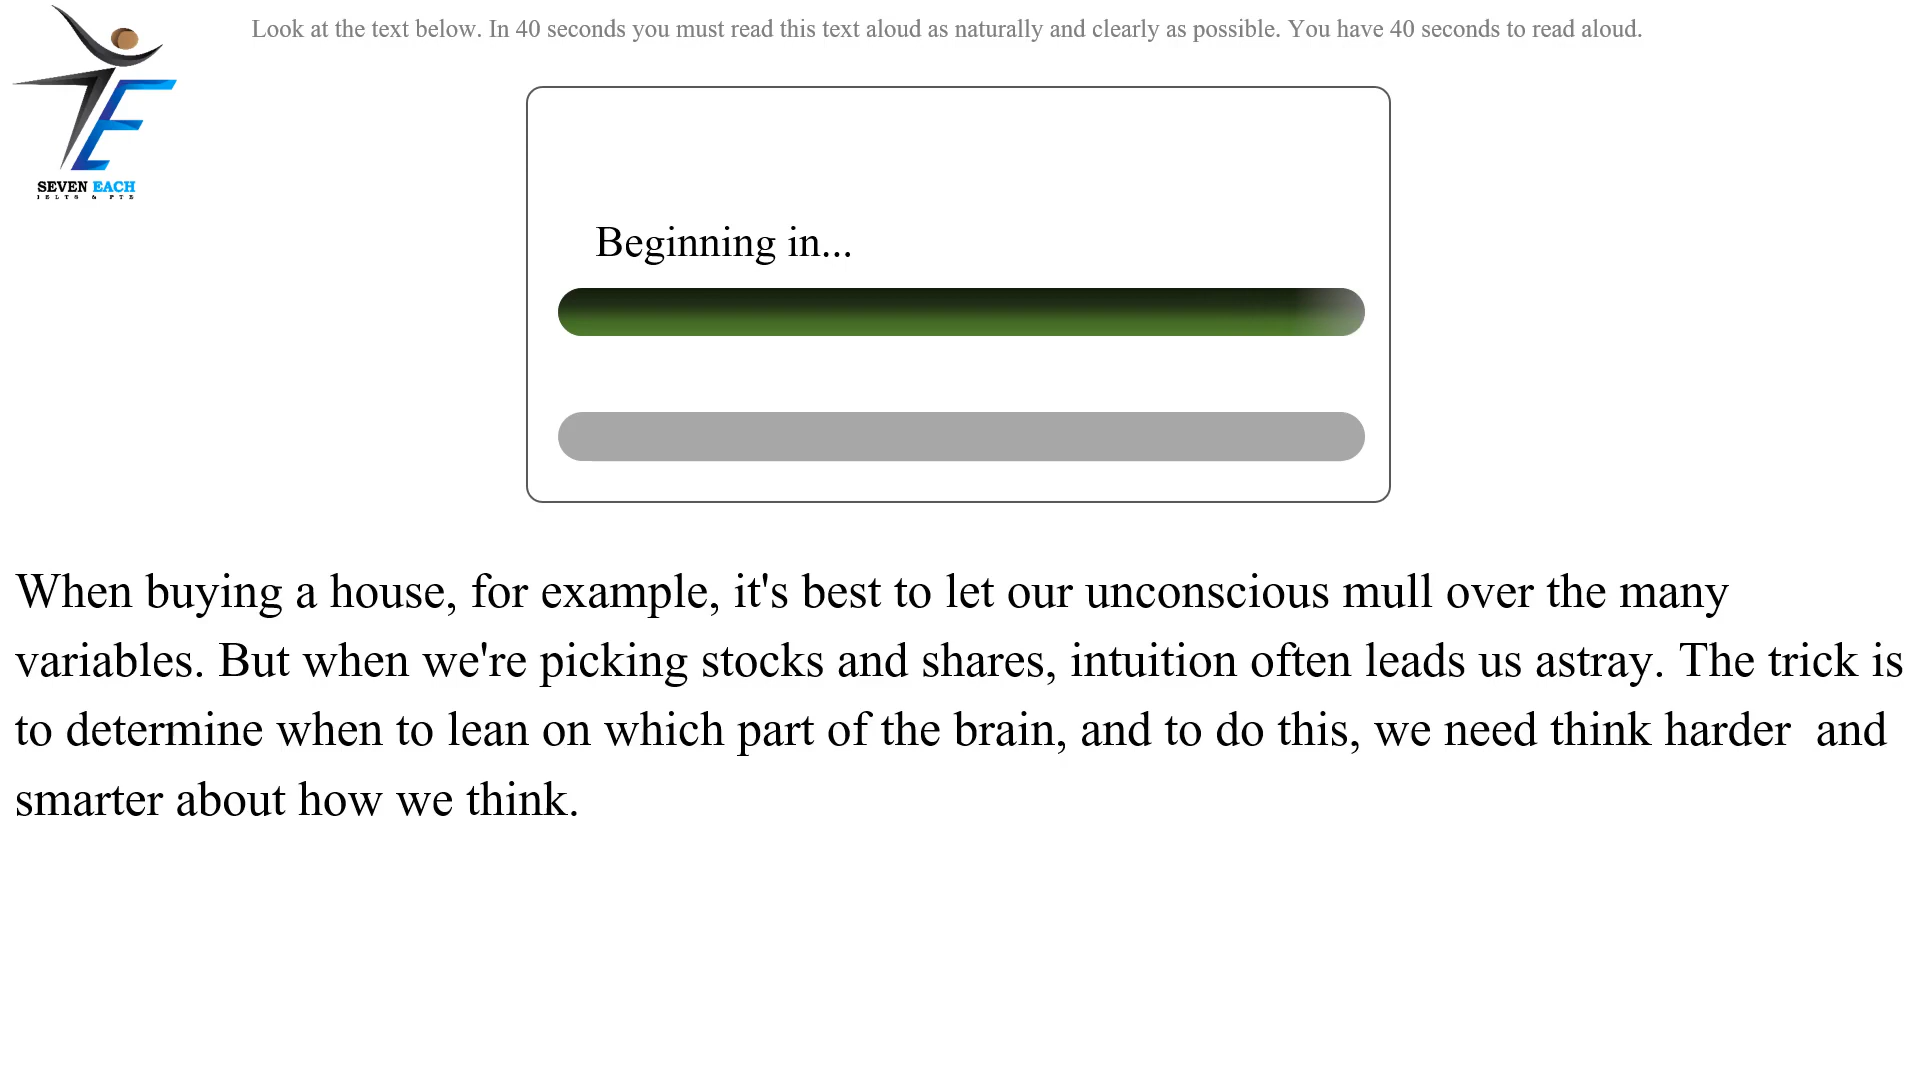 Look at the text below. In 40 seconds you must read this text aloud as naturally and clearly as possible. You have 40 seconds to read aloud.
SEVEN EACH
IELTS & PTE
Beginning in...
When buying a house, for example, it's best to let our unconscious mull over the many
variables. But when we're picking stocks and shares, intuition often leads us astray. The trick is
to determine when to lean on which part of the brain, and to do this, we need think harder  and
smarter about how we think.